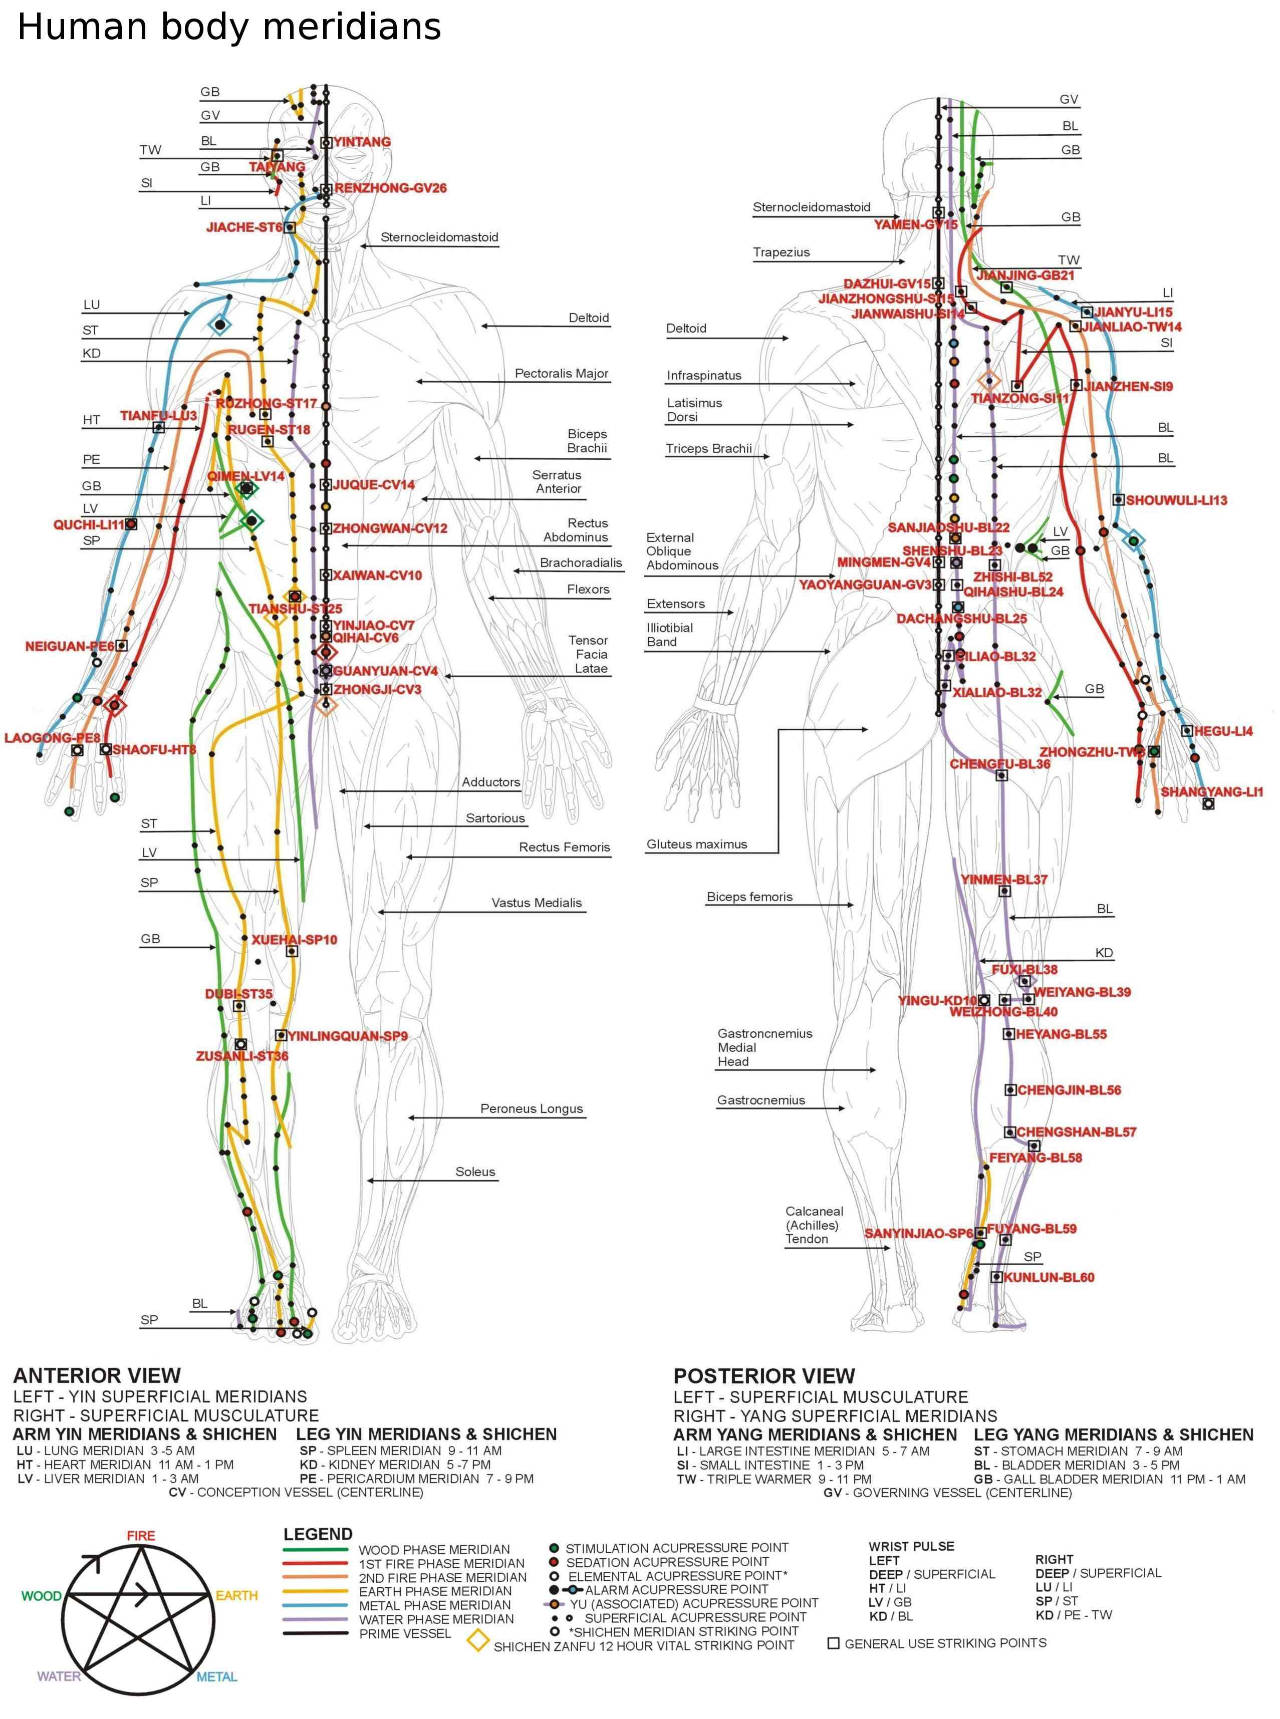 Human body meridians
GB
GV
BL
TW
GB
SI
LI
YINTANG
TAIYANG
RENZHONG-GV26
JIACHE-ST6
Sternocleidomastoid
LU
ST
KD
Deltoid
Pectoralis Major
RUZHONG-ST17
TIANFU-LU3
HT
RUGEN-ST18
Biceps
Brachii
PE
GB
LV
SP
QIMEN-LV14
JUQUE-CV14
Serratus
Anterior
QUCHI-LI11
ZHONGWAN-CV12
Rectus
Abdominus
Brachoradialis
XAIWAN-CV10
Flexors
TIANSHU-ST25
YINJIAO-CV7
QIHAI-CV6
NEIGUAN-PE6
Tensor
Facia
Latae
GUANYUAN-CV4
ZHONGJI-CV3
LAOGONG-PE8
SHAOFU-HT8
Adductors
ST
Sartorious
LV
Rectus Femoris
SP
Vastus Medialis
GB
XUEHAI-SP10
DUBI-ST35
YINLINGQUAN-SP9
ZUSANLI-ST36
Peroneus Longus
Soleus
BL
SP
GV
BL
GB
Sternocleidomastoid
YAMEN-GV15
GB
Trapezius
TW
JIANJING-GB21
DAZHUI-GV15
JIANZHONGSHU-SI15
JIANWAISHU-SI14
LI
JIANYU-LI15
JIANLIAO-TW14
Deltoid
SI
Infraspinatus
TIANZONG-SI11
JIANZHEN-SI9
Latisimus
Dorsi
BL
Triceps Brachii
BL
SHOUWULI-LI13
SANJIAOSHU-BL22
LV
GB
External
Oblique
Abdominous
SHENSHU-BL23
MINGMEN-GV4
ZHISHI-BL52
YAOYANGGUAN-GV3
QIHAISHU-BL24
Extensors
DACHANGSHU-BL25
Illiotibial
Band
XIALIAO-BL32
GB
HEGU-LI4
ZHONGZHU-TW3
CHENGFU-BL36
SHANGYANG-LI1
Gluteus maximus
YINMEN-BL37
Biceps femoris
BL
KD
FUXI-BL38
WEIYANG-BL39
YINGU-KD10
WEIZHONG-BL40
Gastroncnemius
Medial
Head
HEYANG-BL55
Gastrocnemius
CHENGJIN-BL56
CHENGSHAN-BL57
FEIYANG-BL58
Calcaneal
(Achilles)
Tendon
SANYINJIAO-SP6
FUYANG-BL59
SP
KUNLUN-BL60
ANTERIOR VIEW
LEFT - YIN SUPERFICIAL MERIDIANS
RIGHT - SUPERFICIAL MUSCULATURE
ARM YIN MERIDIANS & SHICHEN
LU - LUNG MERIDIAN 3 -5 AM
HT - HEART MERIDIAN 11 AM - 1 PM
LV - LIVER MERIDIAN 1 - 3 AM
LEG YIN MERIDIANS & SHICHEN
SP - SPLEEN MERIDIAN 9 - 11 AM
KD - KIDNEY MERIDIAN 5 -7 PM
PE - PERICARDIUM MERIDIAN 7 - 9 PM
CV - CONCEPTION VESSEL (CENTERLINE)
POSTERIOR VIEW
LEFT - SUPERFICIAL MUSCULATURE
RIGHT - YANG SUPERFICIAL MERIDIANS
ARM YANG MERIDIANS & SHICHEN
LI - LARGE INTESTINE MERIDIAN 5 - 7 AM
SI - SMALL INTESTINE 1 - 3 PM
TW - TRIPLE WARMER 9 - 11 PM
LEG YANG MERIDIANS & SHICHEN
ST - STOMACH MERIDIAN 7 - 9 AM
BL - BLADDER MERIDIAN 3 - 5 PM
GB - GALL BLADDER MERIDIAN 11 PM - 1 AM
GV - GOVERNING VESSEL (CENTERLINE)
FIRE
WOOD
EARTH
WATER
METAL
LEGEND
WOOD PHASE MERIDIAN
1ST FIRE PHASE MERIDIAN
2ND FIRE PHASE MERIDIAN
EARTH PHASE MERIDIAN
METAL PHASE MERIDIAN
WATER PHASE MERIDIAN
PRIME VESSEL
STIMULATION ACUPRESSURE POINT
SEDATION ACUPRESSURE POINT
ELEMENTAL ACUPRESSURE POINT*
ALARM ACUPRESSURE POINT
YU (ASSOCIATED) ACUPRESSURE POINT
SUPERFICIAL ACUPRESSURE POINT
*SHICHEN MERIDIAN STRIKING POINT
SHICHEN ZANFU 12 HOUR VITAL STRIKING POINT
WRIST PULSE
LEFT
DEEP / SUPERFICIAL
HT / LI
LV / GB
KD / BL
RIGHT
DEEP / SUPERFICIAL
LU / LI
SP / ST
KD / PE - TW
GENERAL USE STRIKING POINTS